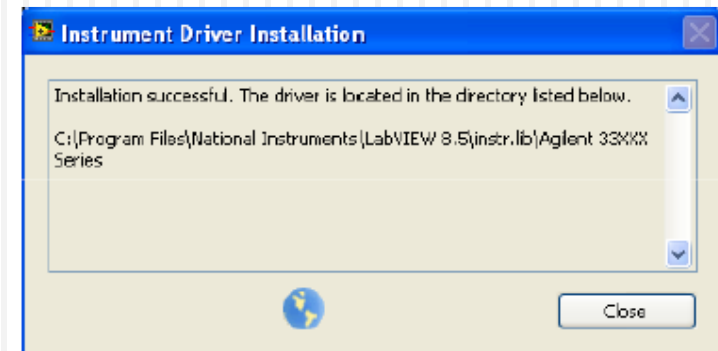 Instrument Driver Installation
Installation successful. The driver is located in the directory listed below.
C:\Program Files\National Instruments\LabVIEW 8.5\instr.lib\Agilent 33XXX
Series
Close